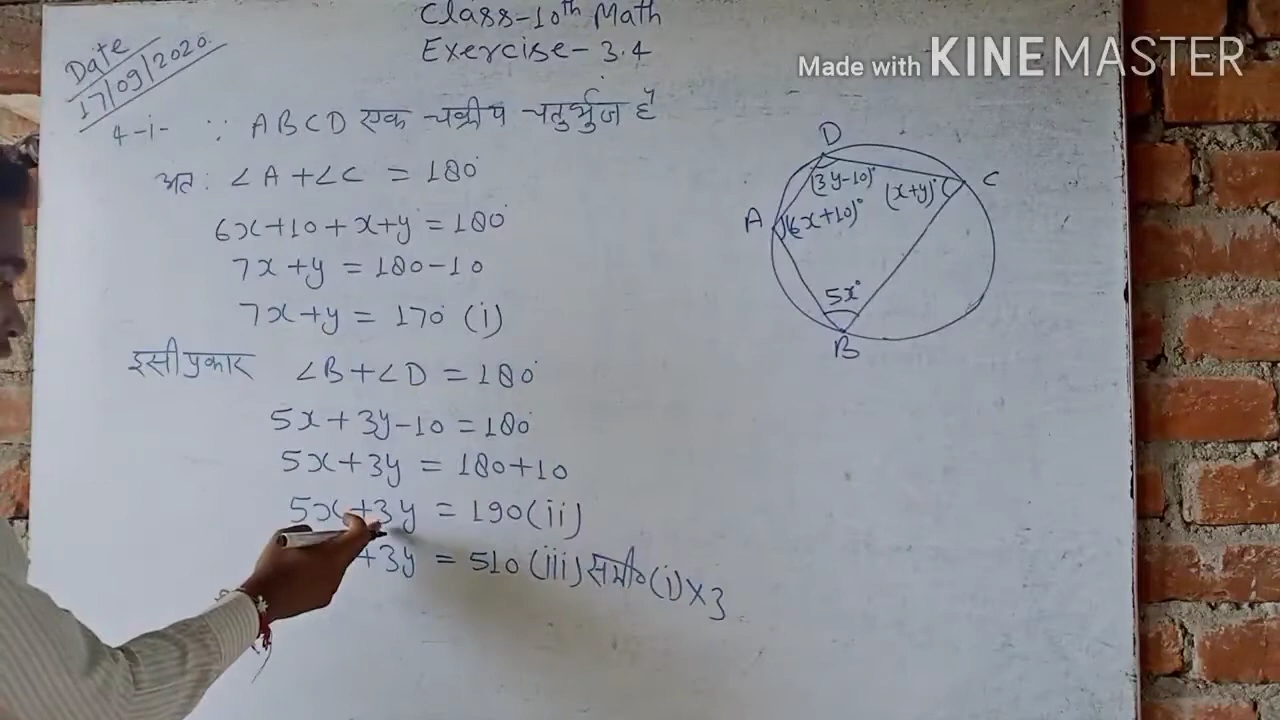 Class-10th Math
Exercise-3.4
Made with KINEMASTER
Date
17/09/2020
4-i- ∵ ABCD एक चक्रीय चतुर्भुज है
अतः ∠A+∠C = 180°
6x+10+x+y = 180°
7x+y = 180-10
7x+y = 170 (i)
इसी प्रकार ∠B+∠D = 180°
5x+3y-10 = 180
5x+3y = 180+10
5x+3y = 190 (ii)
+3y = 510 (iii) समी० (i)×3
D
(3y-10)°
(x+y)°
C
A
(6x+10)°
5x°
B